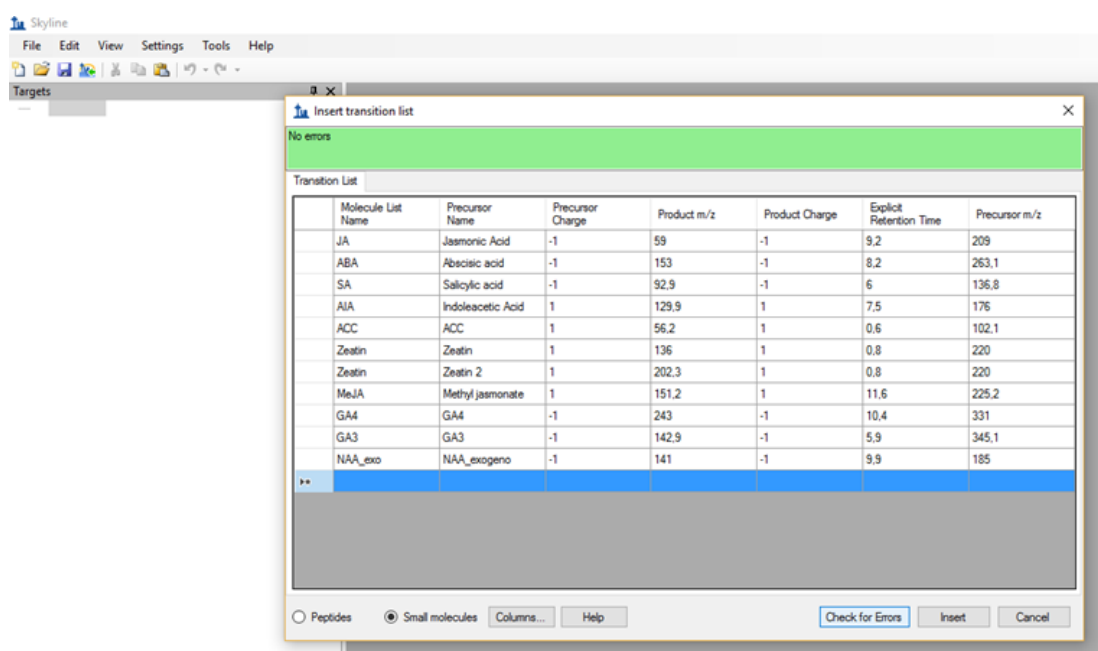 Skyline
File Edit View Settings Tools Help
Targets
Insert transition list
No errors
Transition List
Molecule List Name Precursor Name Precursor Charge Product m/z Product Charge Explicit Retention Time Precursor m/z
JA Jasmonic Acid -1 59 -1 9,2 209
ABA Abscisic acid -1 153 -1 8,2 263,1
SA Salicylic acid -1 92,9 -1 6 136,8
AIA Indoleacetic Acid 1 129,9 1 7,5 176
ACC ACC 1 56,2 1 0,6 102,1
Zeatin Zeatin 1 136 1 0,8 220
Zeatin Zeatin 2 1 202,3 1 0,8 220
MeJA Methyl jasmonate 1 151,2 1 11,6 225,2
GA4 GA4 -1 243 -1 10,4 331
GA3 GA3 -1 142,9 -1 5,9 345,1
NAA_exo NAA_exogeno -1 141 -1 9,9 185
Peptides Small molecules Columns... Help Check for Errors Insert Cancel